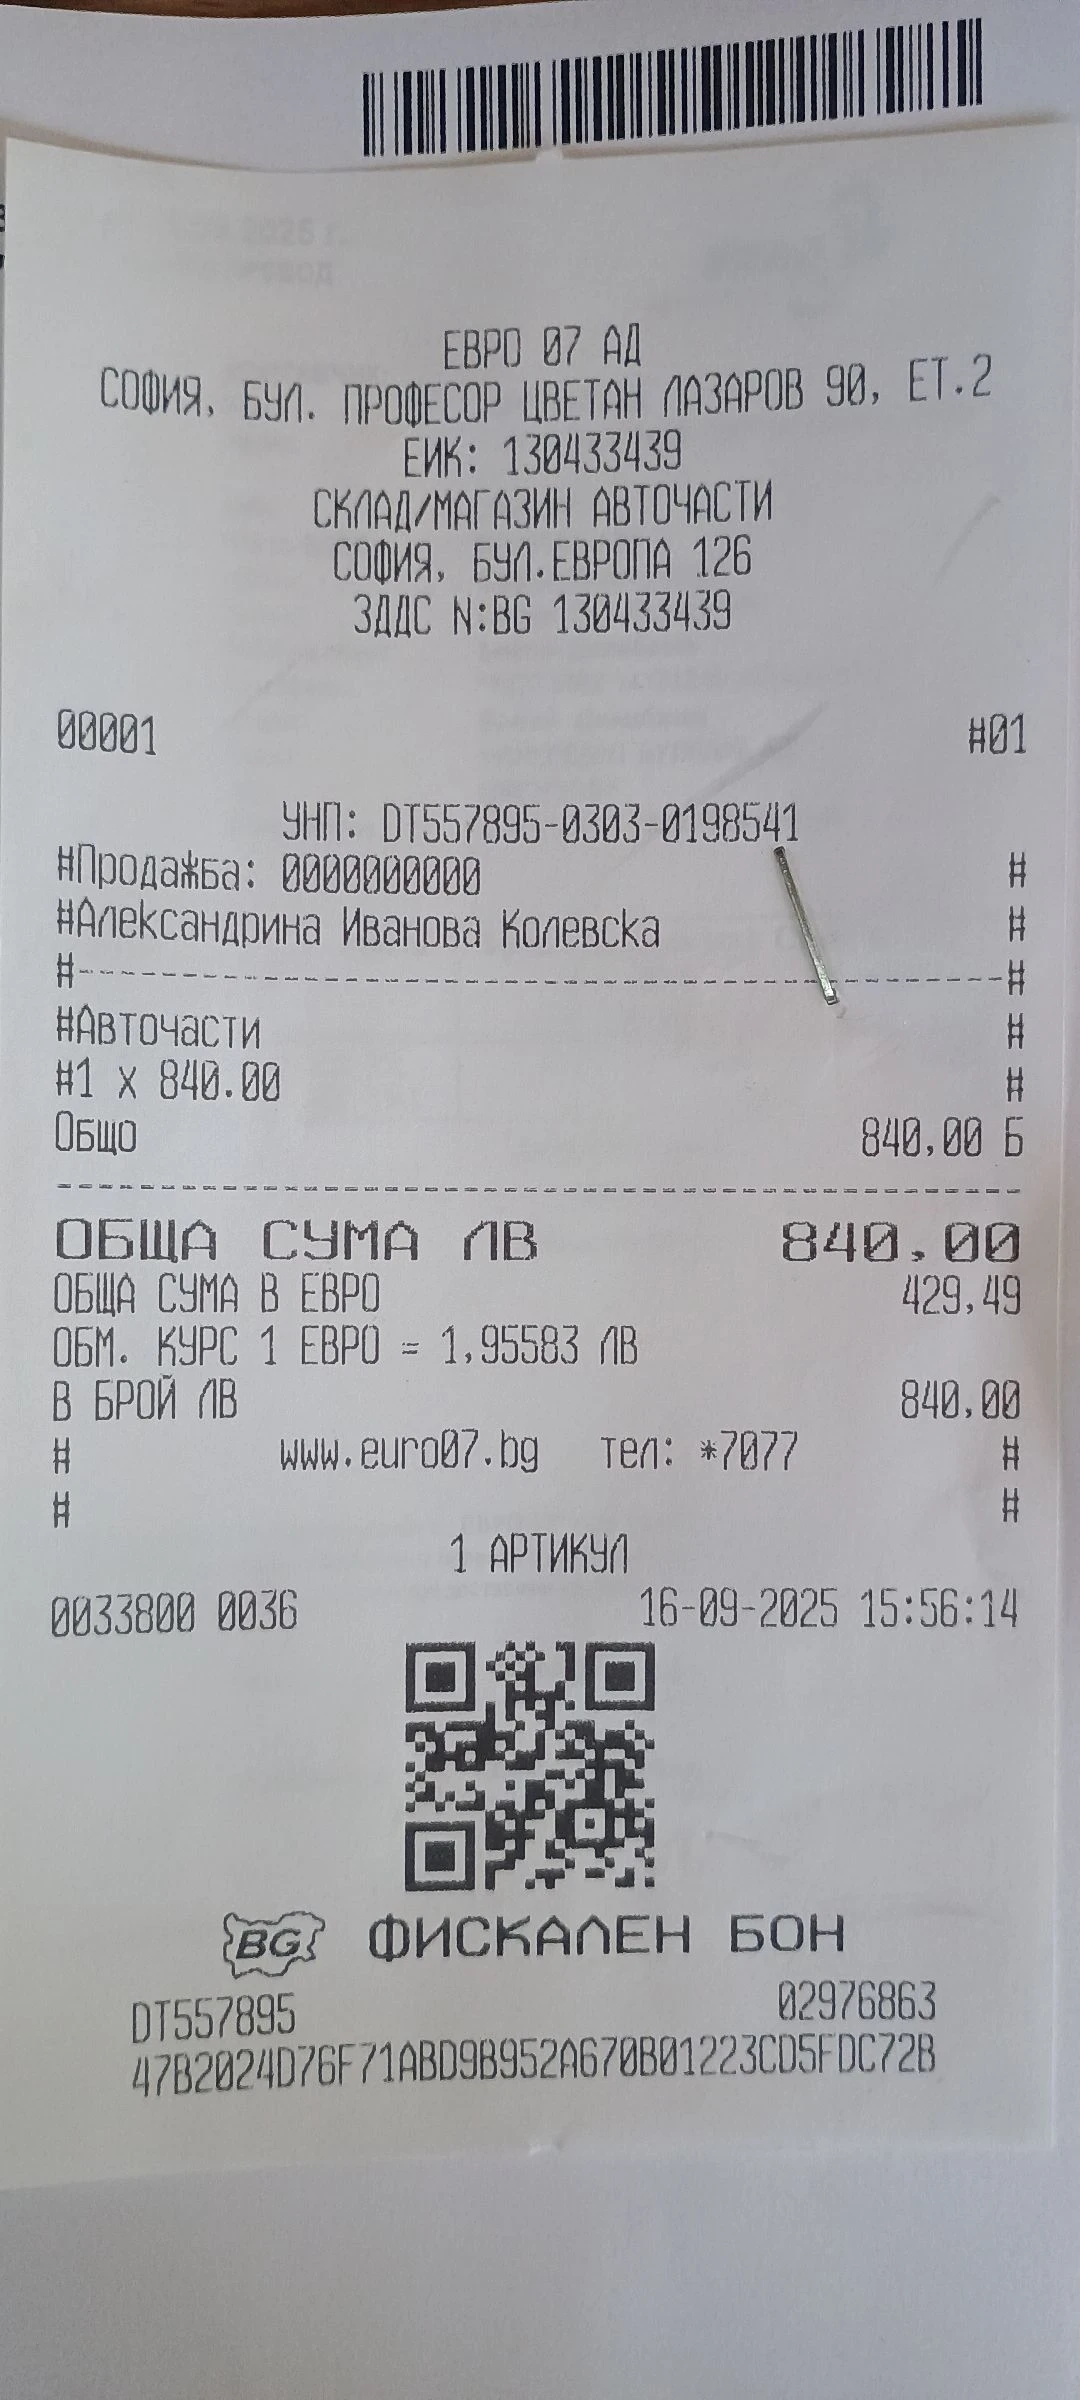 ЕВРО 07 АД
СОФИЯ, БУЛ. ПРОФЕСОР ЦВЕТАН ЛАЗАРОВ 90, ЕТ.2
ЕИК: 130433439
СКЛАД/МАГАЗИН АВТОЧАСТИ
СОФИЯ, БУЛ.ЕВРОПА 126
ЗДДС N:BG 130433439
00001 #01
УНП: DT557895-0303-0198541
#Продажба: 0000000000 #
#Александрина Иванова Колевска #
#--------------------------------------------#
#Авточасти #
#1 x 840.00 #
Общо 840,00 Б
ОБЩА СУМА ЛВ 840,00
ОБЩА СУМА В ЕВРО 429,49
ОБМ. КУРС 1 ЕВРО = 1,95583 ЛВ
В БРОЙ ЛВ 840,00
# www.euro07.bg тел: *7077 #
# #
1 АРТИКУЛ
0033800 0036 16-09-2025 15:56:14
BG ФИСКАЛЕН БОН
DT557895 02976863
47B2024D76F71ABD9B952A670B01223CD5FDC72B